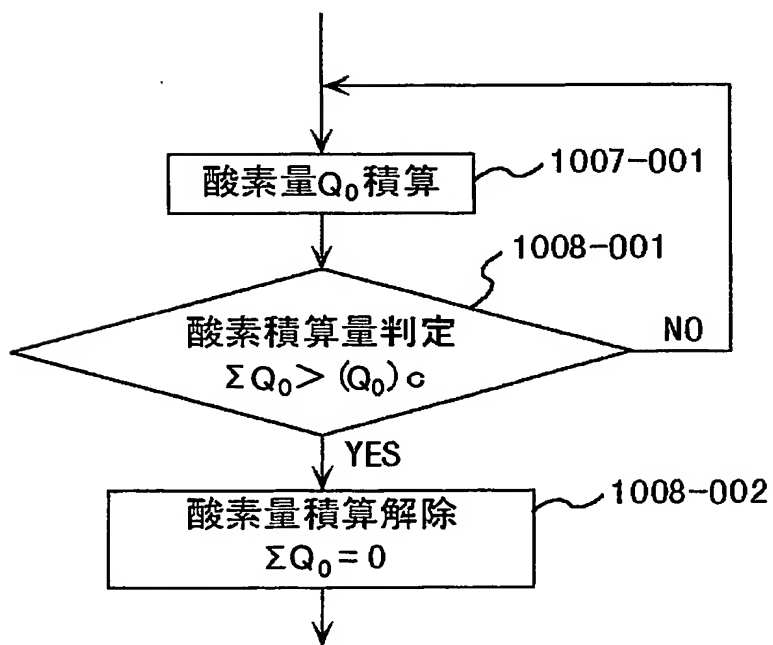 酸素量Q₀積算
1007-001
1008-001
酸素積算量判定
ΣQ₀>(Q₀)c
NO
YES
酸素量積算解除
ΣQ₀=0
1008-002